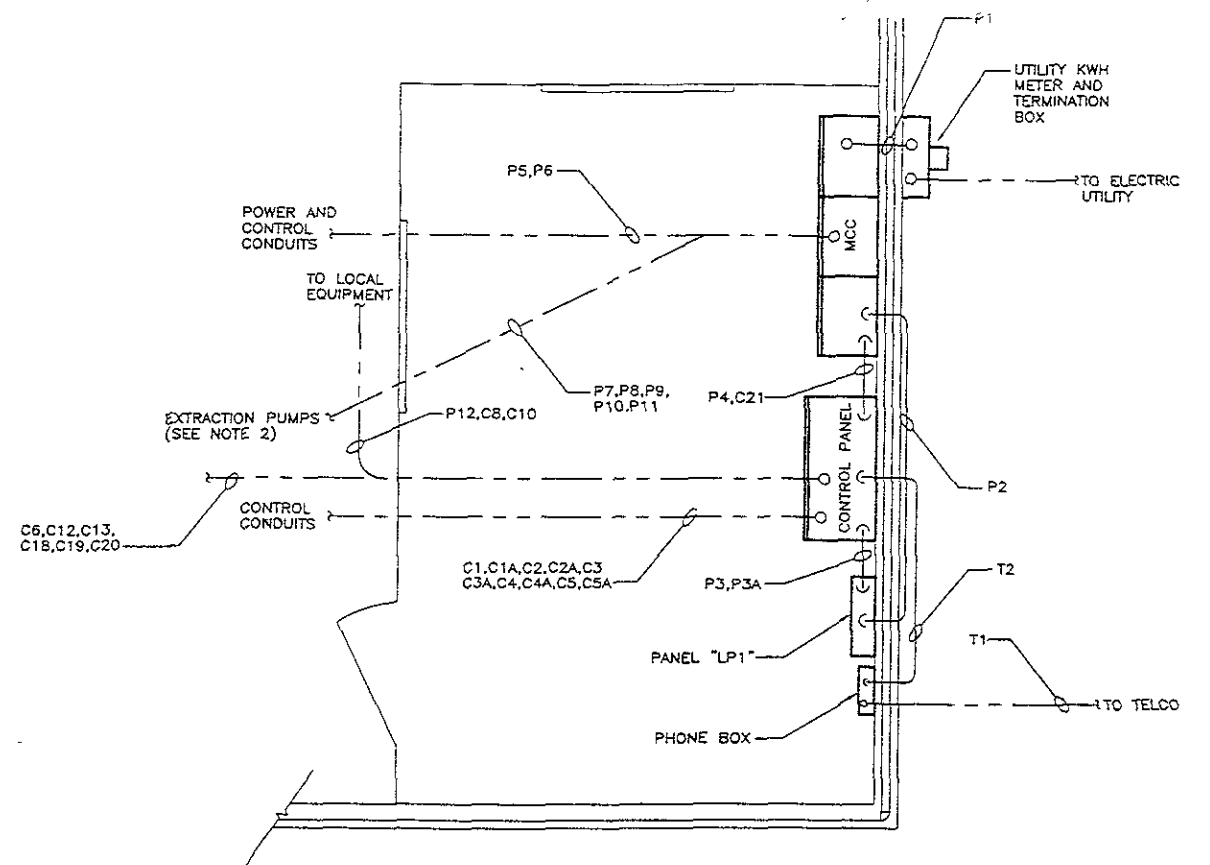 P1
UTILITY KWH
METER AND
TERMINATION
BOX
P5,P6
TO ELECTRIC
UTILITY
POWER AND
CONTROL
CONDUITS
MCC
TO LOCAL
EQUIPMENT
P7,P8,P9,
P10,P11
P4,C21
EXTRACTION PUMPS
(SEE NOTE 2)
P12,C8,C10
CONTROL PANEL
P2
CONTROL
CONDUITS
C6,C12,C13,
C18,C19,C20
C1,C1A,C2,C2A,C3
C3A,C4,C4A,C5,C5A
P3,P3A
T2
T1
PANEL "LP1"
TO TELCO
PHONE BOX